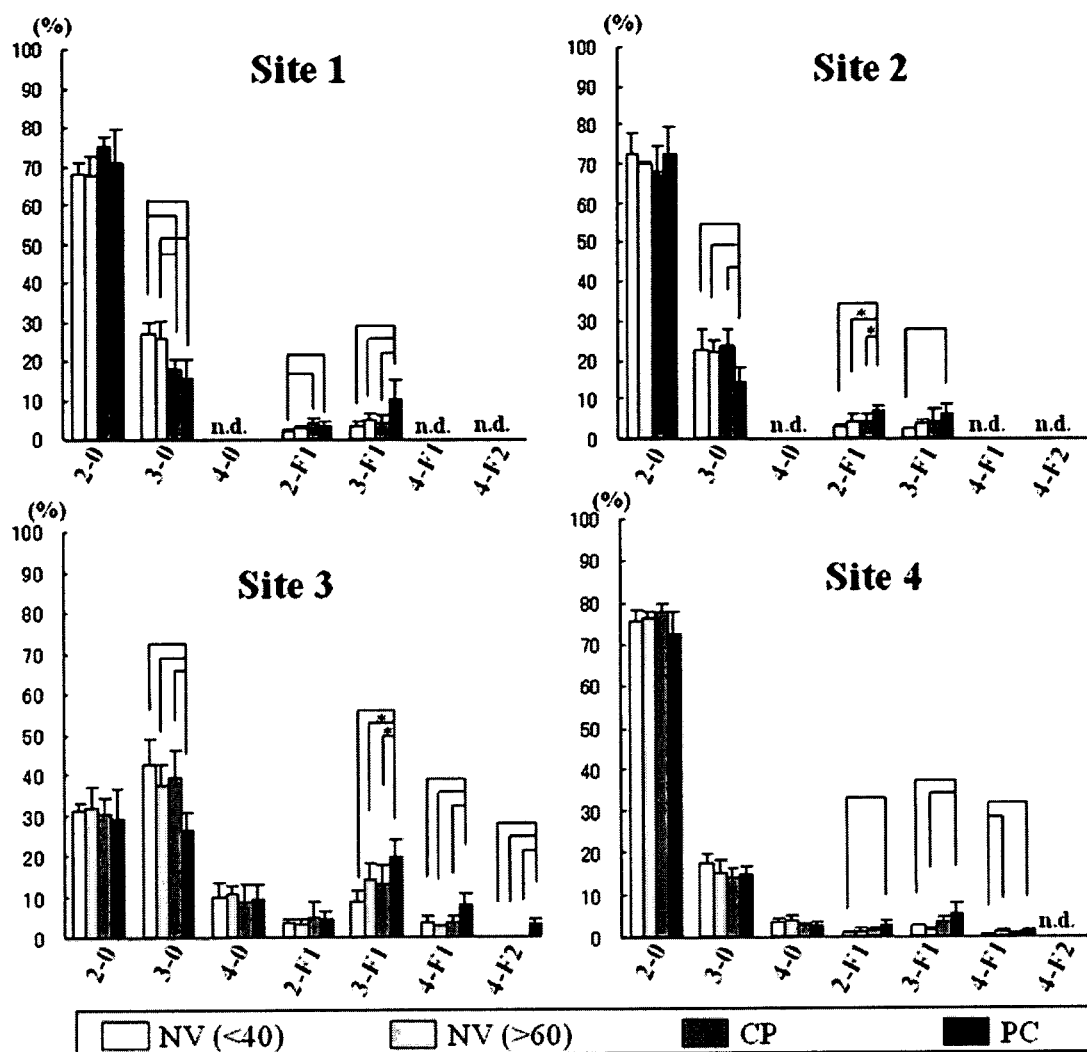 (%)
Site 1
100
90
80
70
60
50
40
30
20
10
0
n.d.
n.d.
n.d.
2-0
3-0
4-0
2-F1
3-F1
4-F1
4-F2
(%)
Site 2
100
90
80
70
60
50
40
30
20
10
0
*
*
n.d.
n.d.
n.d.
2-0
3-0
4-0
2-F1
3-F1
4-F1
4-F2
(%)
Site 3
100
90
80
70
60
50
40
30
20
10
0
*
*
2-0
3-0
4-0
2-F1
3-F1
4-F1
4-F2
(%)
Site 4
100
90
80
70
60
50
40
30
20
10
0
n.d.
2-0
3-0
4-0
2-F1
3-F1
4-F1
4-F2
NV (<40) NV (>60) CP PC